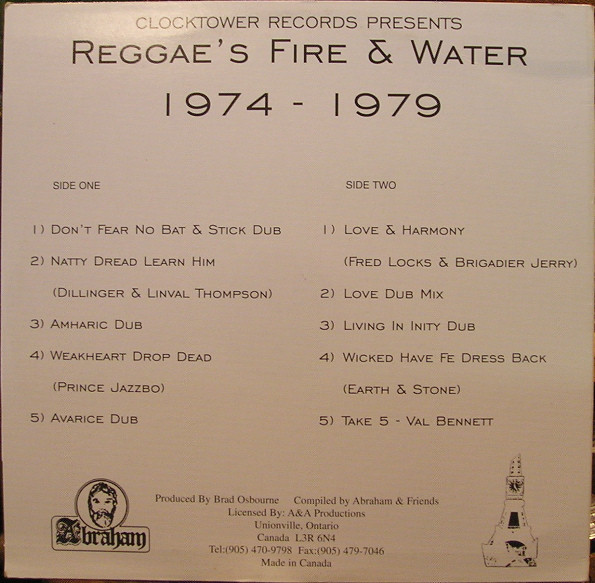 CLOCKTOWER RECORDS PRESENTS
REGGAE'S FIRE & WATER
1974 - 1979
SIDE ONE
1) DON'T FEAR NO BAT & STICK DUB
2) NATTY DREAD LEARN HIM
(DILLINGER & LINVAL THOMPSON)
3) AMHARIC DUB
4) WEAKHEART DROP DEAD
(PRINCE JAZZBO)
5) AVARICE DUB
SIDE TWO
1) LOVE & HARMONY
(FRED LOCKS & BRIGADIER JERRY)
2) LOVE DUB MIX
3) LIVING IN INITY DUB
4) WICKED HAVE FE DRESS BACK
(EARTH & STONE)
5) TAKE 5 - VAL BENNETT
Abraham
Produced By Brad Osbourne Compiled by Abraham & Friends
Licensed By: A&A Productions
Unionville, Ontario
Canada L3R 6N4
Tel:(905) 470-9798 Fax:(905) 479-7046
Made in Canada